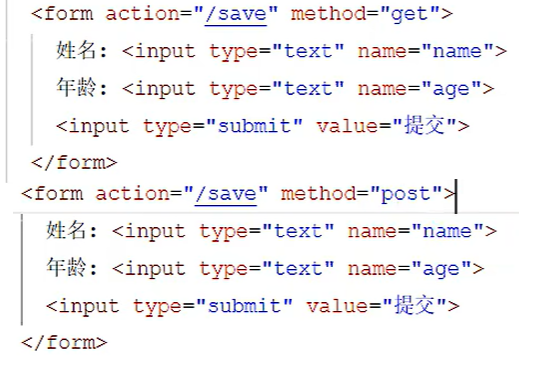 <form action="/save" method="get">
姓名: <input type="text" name="name">
年龄: <input type="text" name="age">
<input type="submit" value="提交">
</form>
<form action="/save" method="post">
姓名: <input type="text" name="name">
年龄: <input type="text" name="age">
<input type="submit" value="提交">
</form>